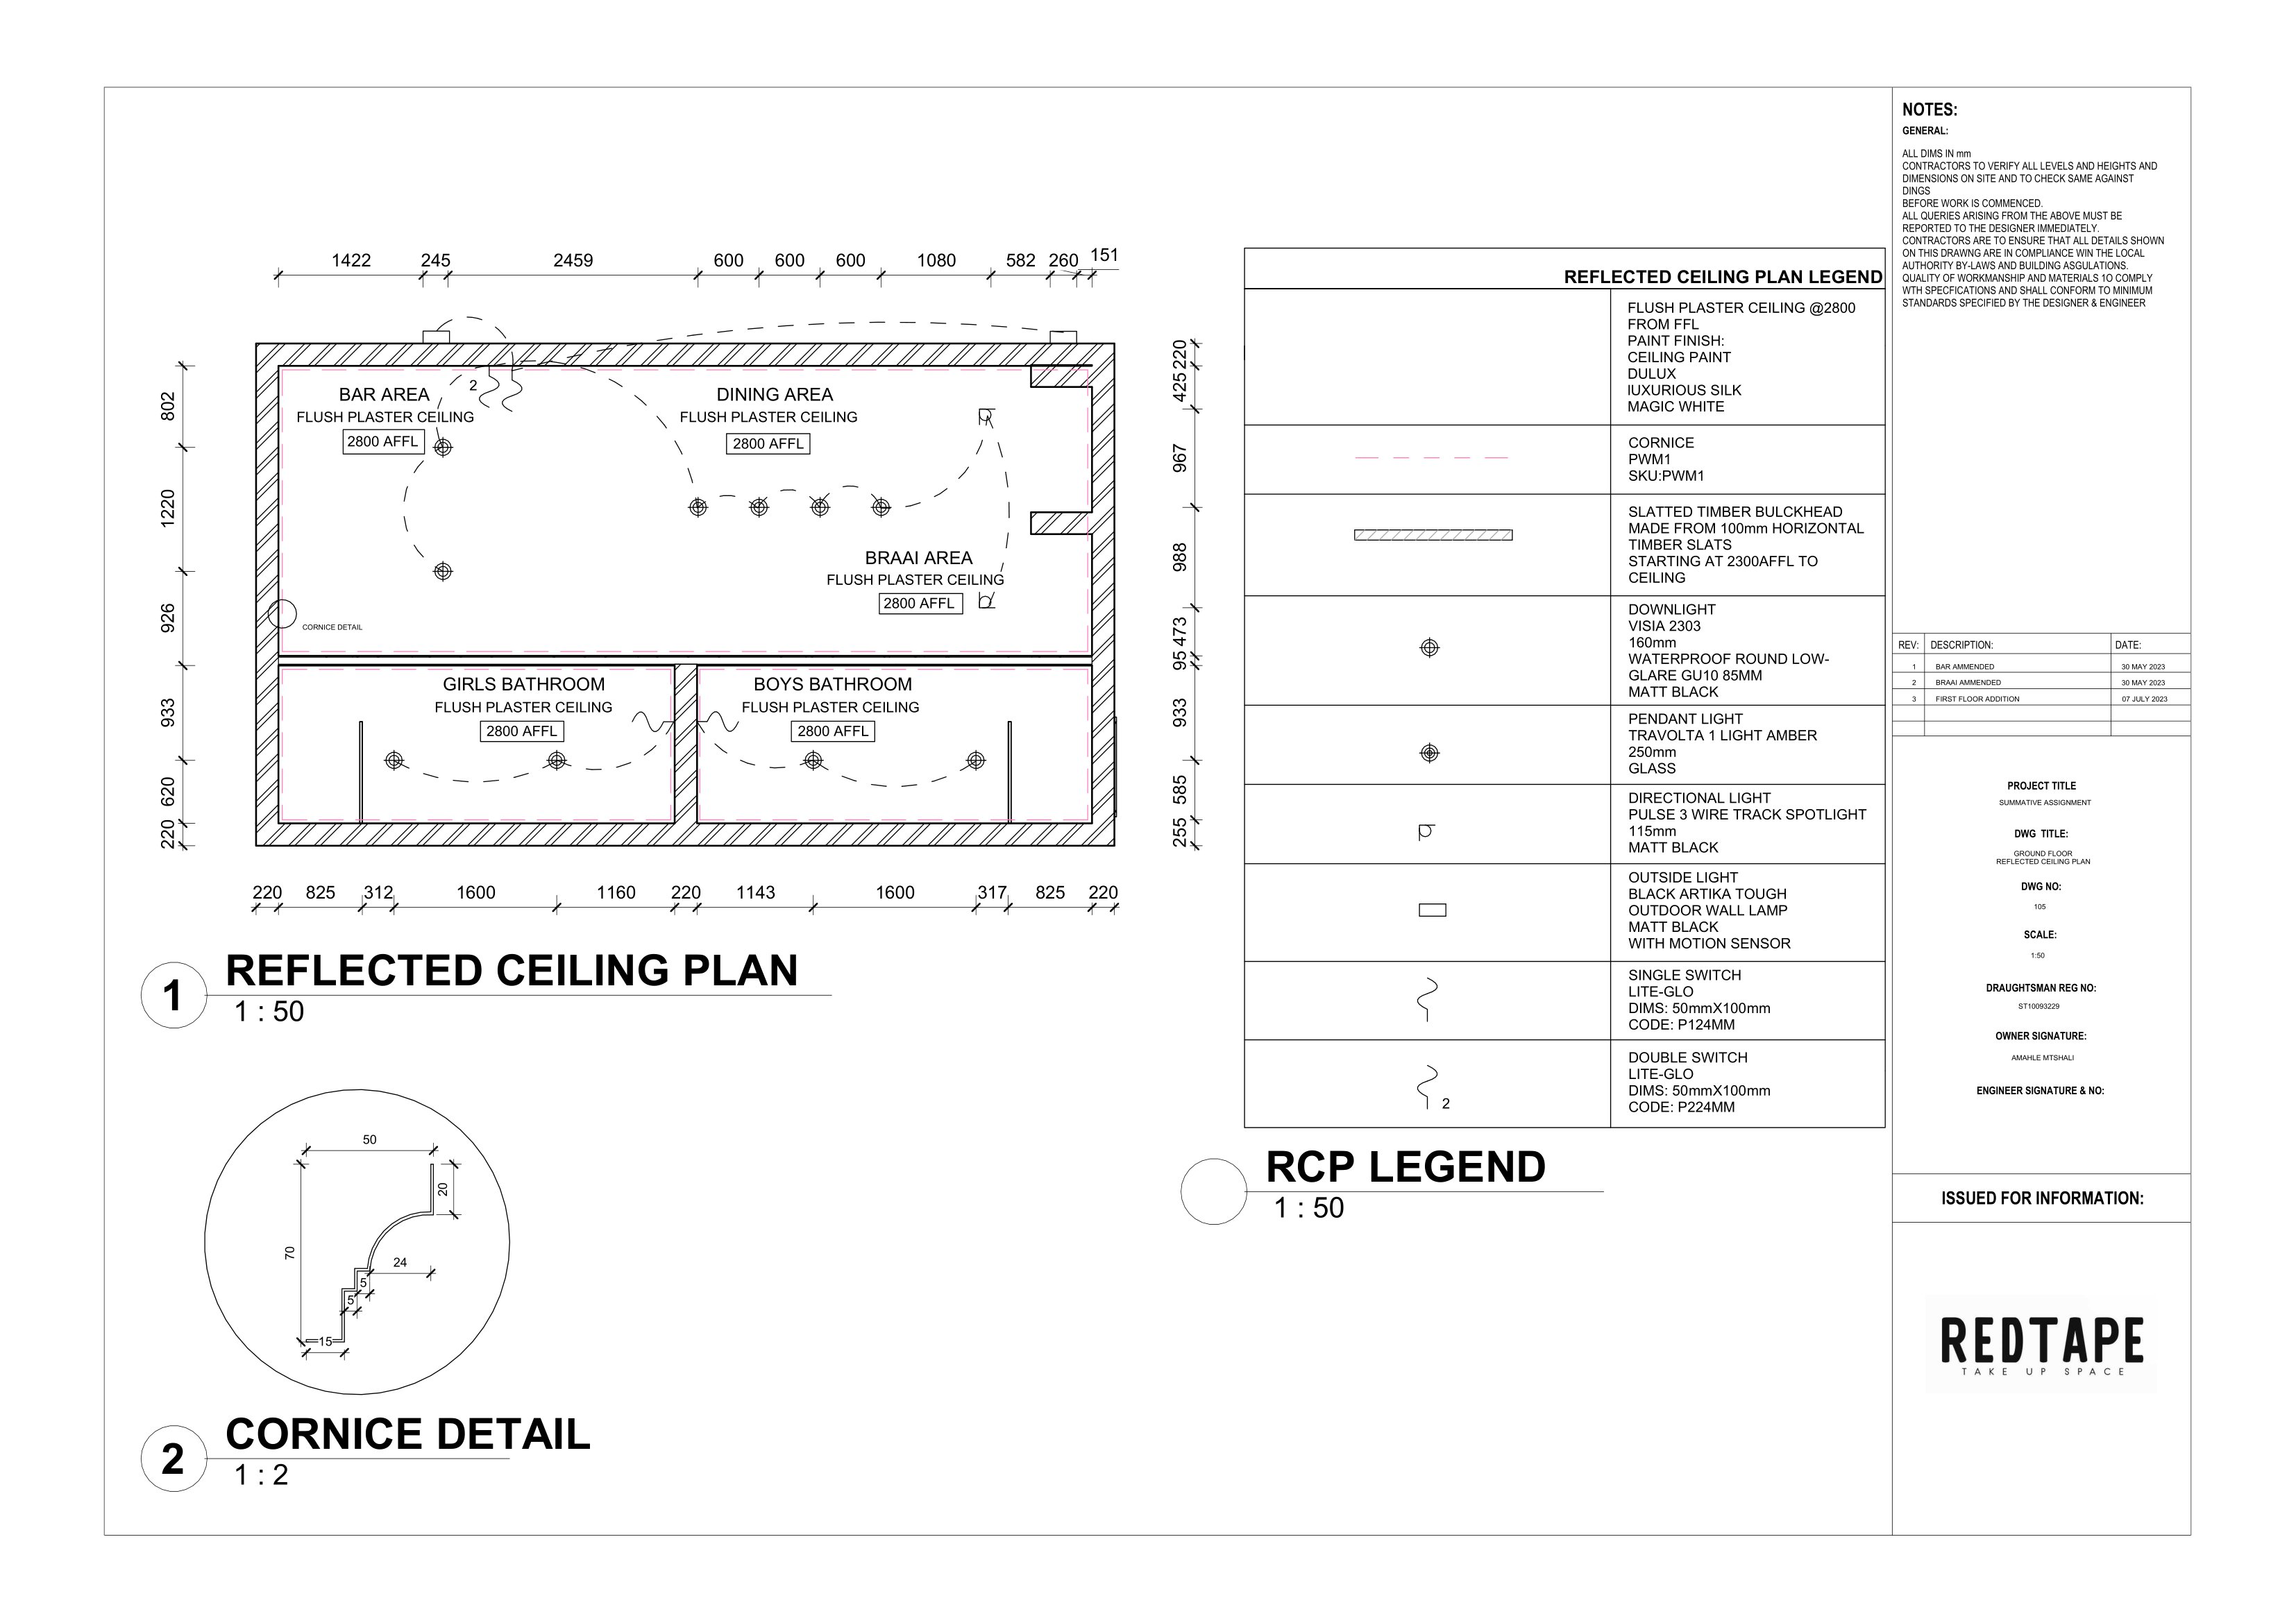 1422 245 2459 600 600 600 1080 582 260 151
802
1220
926
933
620
220
220
425
967
988
473
95
933
585
255
BAR AREA
FLUSH PLASTER CEILING
2800 AFFL
2
DINING AREA
FLUSH PLASTER CEILING
2800 AFFL
BRAAI AREA
FLUSH PLASTER CEILING
2800 AFFL
CORNICE DETAIL
GIRLS BATHROOM
FLUSH PLASTER CEILING
2800 AFFL
BOYS BATHROOM
FLUSH PLASTER CEILING
2800 AFFL
220 825 312 1600 1160 220 1143 1600 317 825 220
1
REFLECTED CEILING PLAN
1 : 50
50
20
70
24
5
5
15
2
CORNICE DETAIL
1 : 2
REFLECTED CEILING PLAN LEGEND
FLUSH PLASTER CEILING @2800
FROM FFL
PAINT FINISH:
CEILING PAINT
DULUX
lUXURIOUS SILK
MAGIC WHITE
CORNICE
PWM1
SKU:PWM1
SLATTED TIMBER BULCKHEAD
MADE FROM 100mm HORIZONTAL
TIMBER SLATS
STARTING AT 2300AFFL TO
CEILING
DOWNLIGHT
VISIA 2303
160mm
WATERPROOF ROUND LOW-
GLARE GU10 85MM
MATT BLACK
PENDANT LIGHT
TRAVOLTA 1 LIGHT AMBER
250mm
GLASS
DIRECTIONAL LIGHT
PULSE 3 WIRE TRACK SPOTLIGHT
115mm
MATT BLACK
OUTSIDE LIGHT
BLACK ARTIKA TOUGH
OUTDOOR WALL LAMP
MATT BLACK
WITH MOTION SENSOR
SINGLE SWITCH
LITE-GLO
DIMS: 50mmX100mm
CODE: P124MM
2
DOUBLE SWITCH
LITE-GLO
DIMS: 50mmX100mm
CODE: P224MM
RCP LEGEND
1 : 50
NOTES:
GENERAL:
ALL DIMS IN mm
CONTRACTORS TO VERIFY ALL LEVELS AND HEIGHTS AND
DIMENSIONS ON SITE AND TO CHECK SAME AGAINST
DINGS
BEFORE WORK IS COMMENCED.
ALL QUERIES ARISING FROM THE ABOVE MUST BE
REPORTED TO THE DESIGNER IMMEDIATELY.
CONTRACTORS ARE TO ENSURE THAT ALL DETAILS SHOWN
ON THIS DRAWNG ARE IN COMPLIANCE WIN THE LOCAL
AUTHORITY BY-LAWS AND BUILDING ASGULATIONS.
QUALITY OF WORKMANSHIP AND MATERIALS 1O COMPLY
WTH SPECFICATIONS AND SHALL CONFORM TO MINIMUM
STANDARDS SPECIFIED BY THE DESIGNER & ENGINEER
REV: DESCRIPTION: DATE:
1 BAR AMMENDED 30 MAY 2023
2 BRAAI AMMENDED 30 MAY 2023
3 FIRST FLOOR ADDITION 07 JULY 2023
PROJECT TITLE
SUMMATIVE ASSIGNMENT
DWG TITLE:
GROUND FLOOR
REFLECTED CEILING PLAN
DWG NO:
105
SCALE:
1:50
DRAUGHTSMAN REG NO:
ST10093229
OWNER SIGNATURE:
AMAHLE MTSHALI
ENGINEER SIGNATURE & NO:
ISSUED FOR INFORMATION:
REDTAPE
TAKE UP SPACE